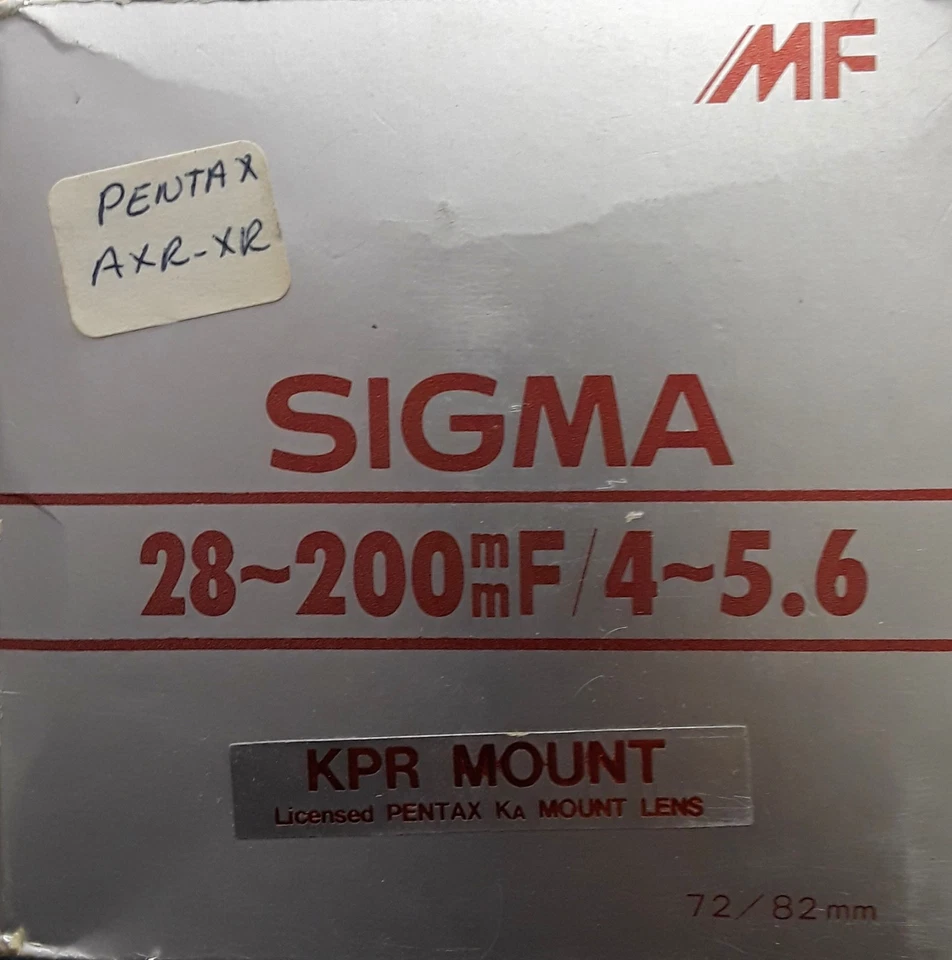 MF
PENTAX
AXR-XR
SIGMA
28~200mm F/4~5.6
KPR MOUNT
Licensed PENTAX KA MOUNT LENS
72/82mm